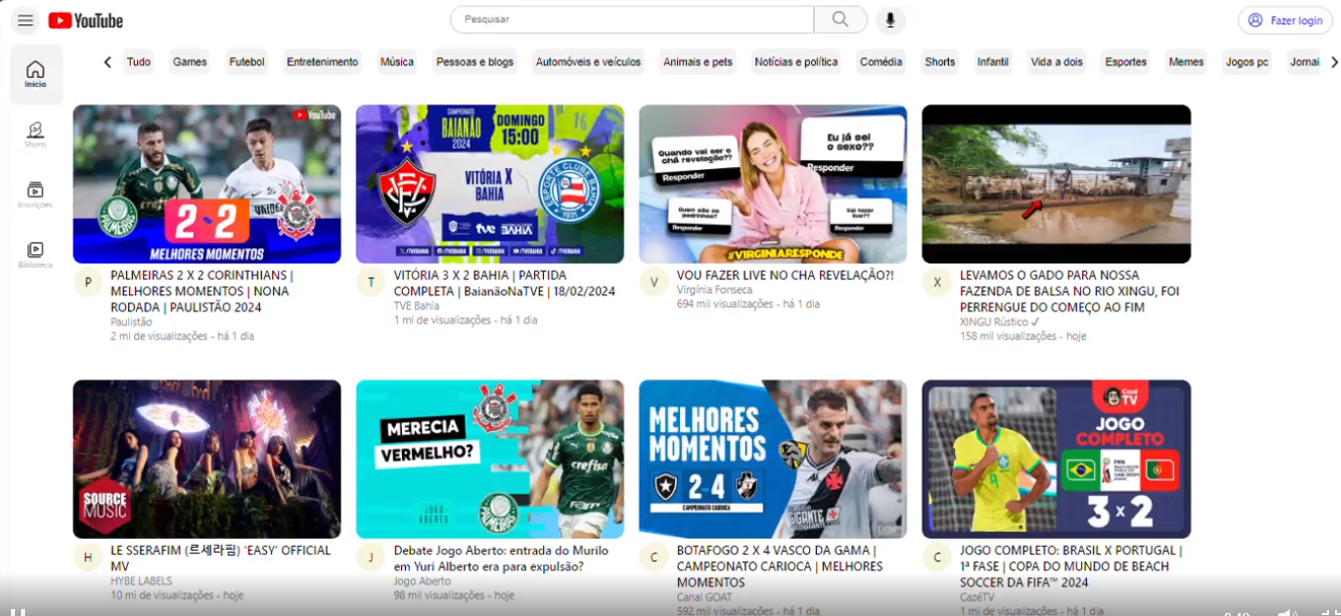 YouTube
Pesquisar
Fazer login
Tudo
Games
Futebol
Entretenimento
Música
Pessoas e blogs
Automóveis e veículos
Animais e pets
Notícias e política
Comédia
Shorts
Infantil
Vida a dois
Esportes
Memes
Jogos pc
Jornai
Início
Shorts
Inscrições
Biblioteca
YouTube
2-2
MELHORES MOMENTOS
P
PALMEIRAS 2 X 2 CORINTHIANS |
MELHORES MOMENTOS | NONA
RODADA | PAULISTÃO 2024
Paulistão
2 mi de visualizações - há 1 dia
CAMPEONATO
BAIANÃO
2024
DOMINGO
15:00
VITÓRIA X
BAHIA
tve BAHIA
T
VITÓRIA 3 X 2 BAHIA | PARTIDA
COMPLETA | BaianãoNaTVE | 18/02/2024
TVE Bahia
1 mi de visualizações - há 1 dia
Quando vai ser o
chá revelação??
Responder
Eu já sei
o sexo??
Responder
Quem são os
padrinhos?
Responder
Vai fazer
live??
Responder
#VIRGINIARESPONDE
V
VOU FAZER LIVE NO CHA REVELAÇÃO?!
Virgínia Fonseca
694 mil visualizações - há 1 dia
X
LEVAMOS O GADO PARA NOSSA
FAZENDA DE BALSA NO RIO XINGU, FOI
PERRENGUE DO COMEÇO AO FIM
XINGU Rústico ✓
158 mil visualizações - hoje
SOURCE
MUSIC
H
LE SSERAFIM (르세라핌) 'EASY' OFFICIAL
MV
HYBE LABELS
10 mi de visualizações - hoje
MERECIA
VERMELHO?
JOGO
ABERTO
PALMEIRAS
crefisa
FAM
J
Debate Jogo Aberto: entrada do Murilo
em Yuri Alberto era para expulsão?
Jogo Aberto
98 mil visualizações - hoje
MELHORES
MOMENTOS
2-4
CAMPEONATO CARIOCA
GIGANTE
C
BOTAFOGO 2 X 4 VASCO DA GAMA |
CAMPEONATO CARIOCA | MELHORES
MOMENTOS
Canal GOAT
592 mil visualizações - há 1 dia
Cazé
TV
JOGO
COMPLETO
3 x 2
C
JOGO COMPLETO: BRASIL X PORTUGAL |
1ª FASE | COPA DO MUNDO DE BEACH
SOCCER DA FIFA™ 2024
CazéTV
1 mi de visualizações - há 1 dia